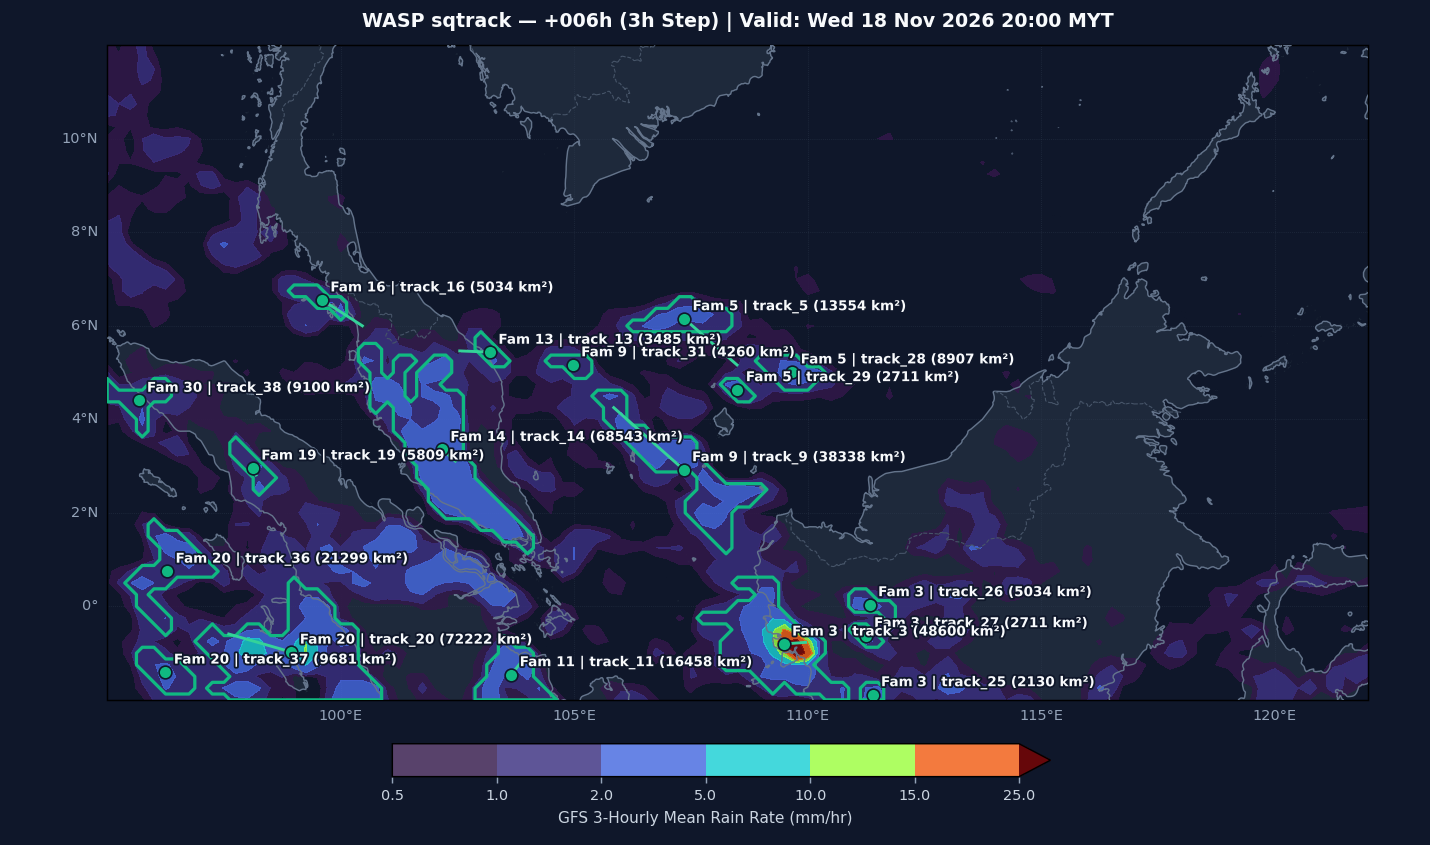 WASP sqtrack — +006h (3h Step) | Valid: Wed 18 Nov 2026 20:00 MYT
10°N
8°N
6°N
4°N
2°N
0°
Fam 16 | track_16 (5034 km²)
Fam 5 | track_5 (13554 km²)
Fam 13 | track_13 (3485 km²)
Fam 9 | track_31 (4260 km²)
Fam 5 | track_28 (8907 km²)
Fam 5 | track_29 (2711 km²)
Fam 30 | track_38 (9100 km²)
Fam 14 | track_14 (68543 km²)
Fam 19 | track_19 (5809 km²)
Fam 9 | track_9 (38338 km²)
Fam 20 | track_36 (21299 km²)
Fam 3 | track_26 (5034 km²)
Fam 3 | track_27 (2711 km²)
Fam 3 | track_3 (48600 km²)
Fam 20 | track_20 (72222 km²)
Fam 20 | track_37 (9681 km²)
Fam 11 | track_11 (16458 km²)
Fam 3 | track_25 (2130 km²)
100°E
105°E
110°E
115°E
120°E
0.5
1.0
2.0
5.0
10.0
15.0
25.0
GFS 3-Hourly Mean Rain Rate (mm/hr)